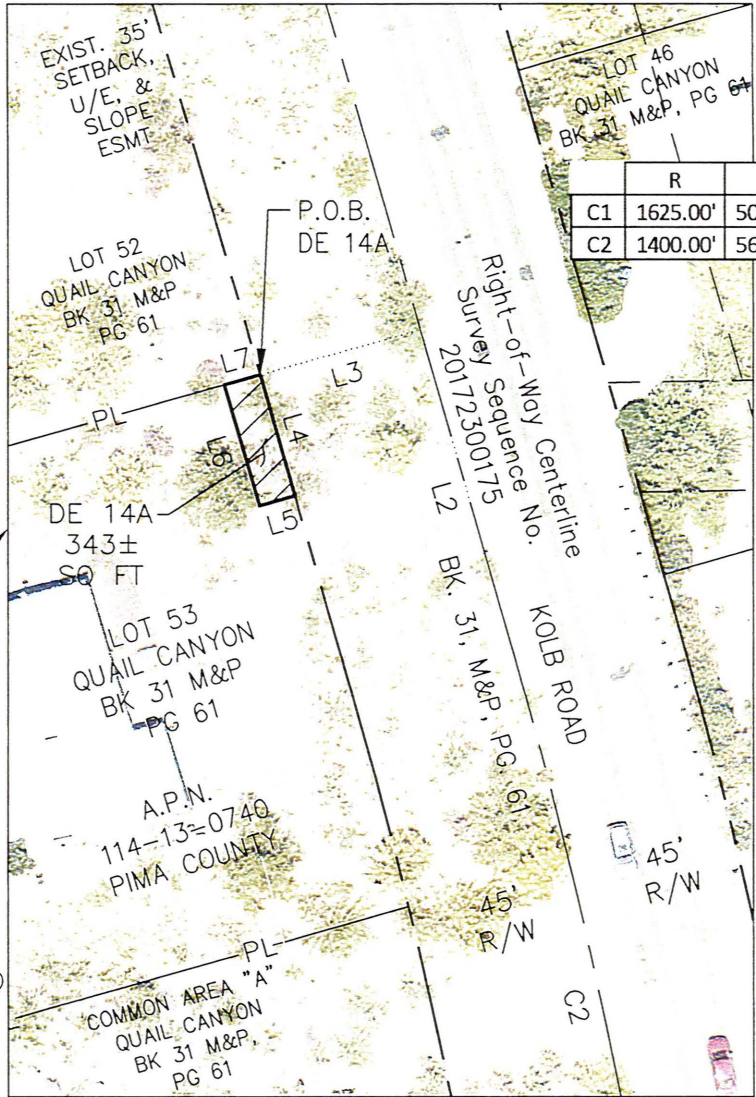 EXIST. 35'
SETBACK,
U/E, &
SLOPE
ESMT
LOT 46
QUAIL CANYON
BK 31 M&P, PG 61
R
C1 1625.00' 50
C2 1400.00' 56
P.O.B.
DE 14A
LOT 52
QUAIL CANYON
BK 31 M&P
PG 61
Right-of-Way Centerline
Survey Sequence No.
20172300175
L7
L3
PL
L4
L6
L5
L2
DE 14A
343±
SQ FT
BK. 31, M&P, PG. 61
KOLB ROAD
LOT 53
QUAIL CANYON
BK 31 M&P
PG 61
A.P.N.
114-13-0740
PIMA COUNTY
45'
R/W
45'
R/W
PL
C2
COMMON AREA "A"
QUAIL CANYON
BK 31 M&P,
PG 61